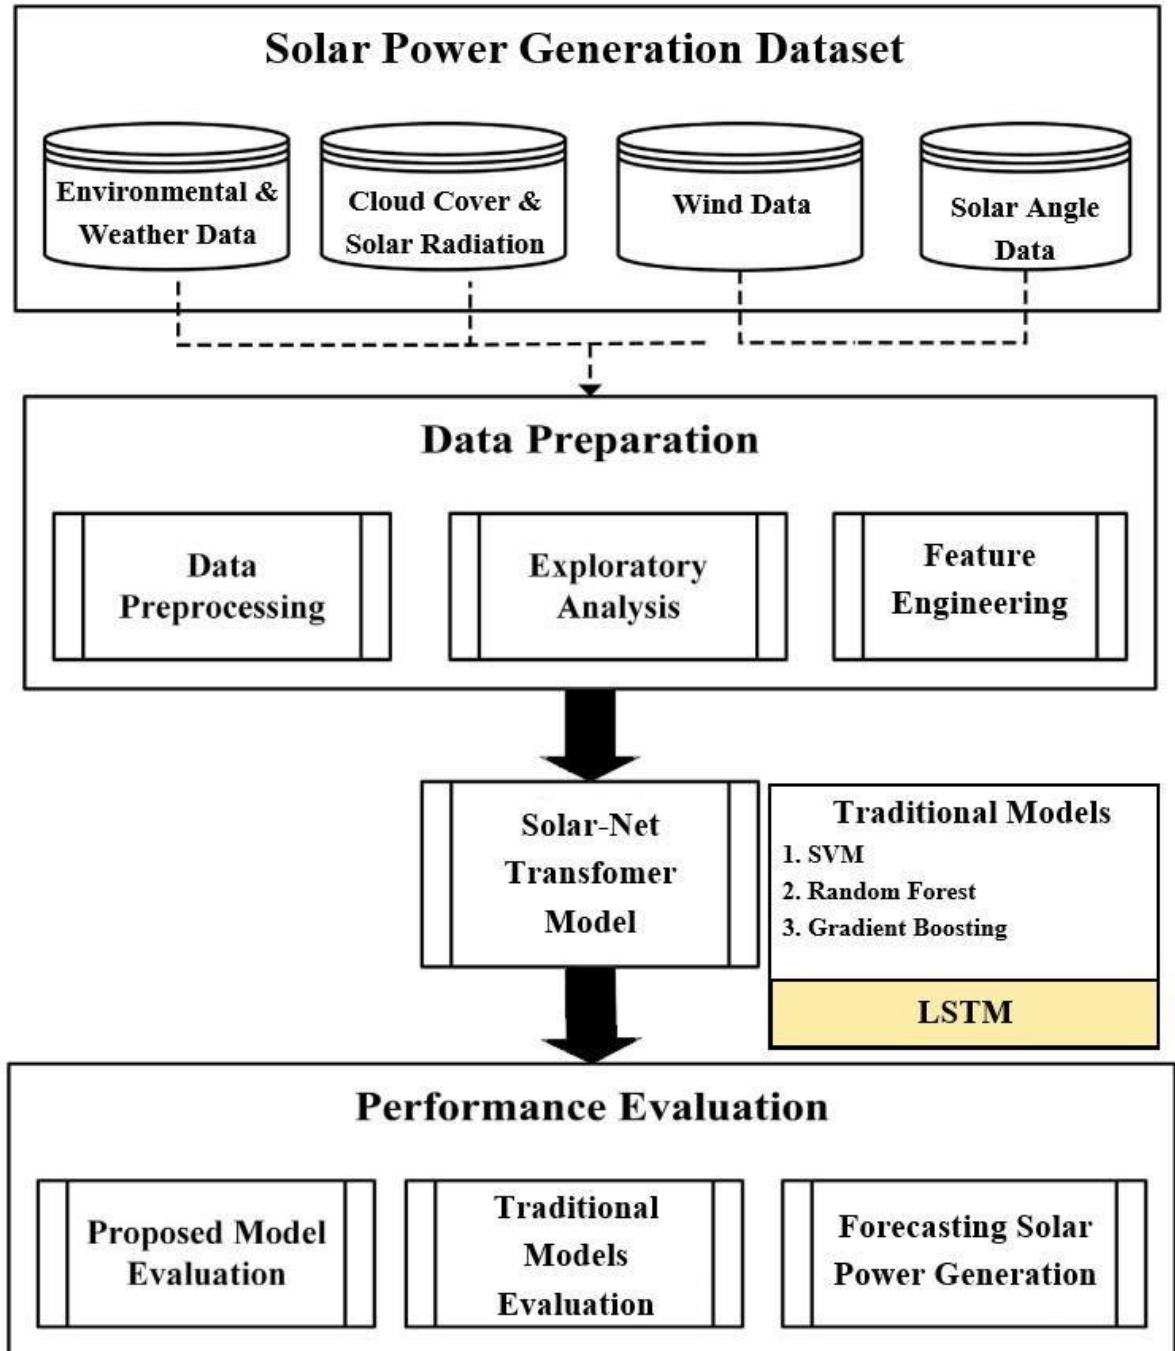 Solar Power Generation Dataset
Environmental &
Weather Data
Cloud Cover &
Solar Radiation
Wind Data
Solar Angle
Data
Data Preparation
Data
Preprocessing
Exploratory
Analysis
Feature
Engineering
Solar-Net
Transfomer
Model
Traditional Models
1. SVM
2. Random Forest
3. Gradient Boosting
LSTM
Performance Evaluation
Proposed Model
Evaluation
Traditional
Models
Evaluation
Forecasting Solar
Power Generation